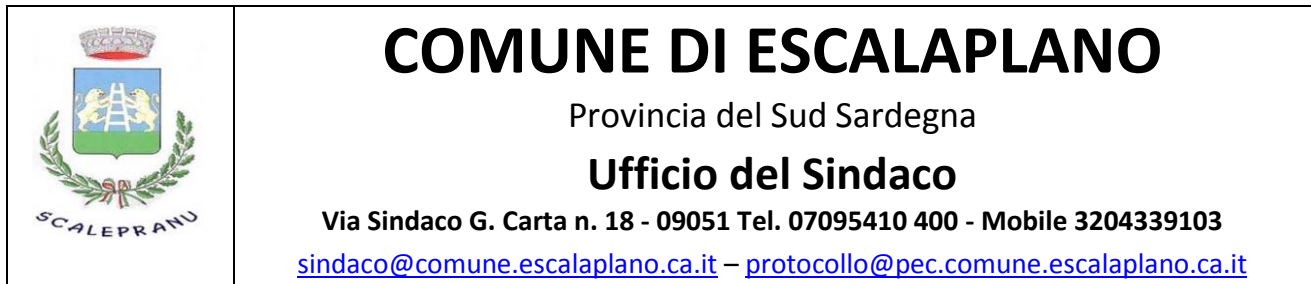 SCALEPRANU
COMUNE DI ESCALAPLANO
Provincia del Sud Sardegna
Ufficio del Sindaco
Via Sindaco G. Carta n. 18 - 09051 Tel. 07095410 400 - Mobile 3204339103
sindaco@comune.escalaplano.ca.it – protocollo@pec.comune.escalaplano.ca.it